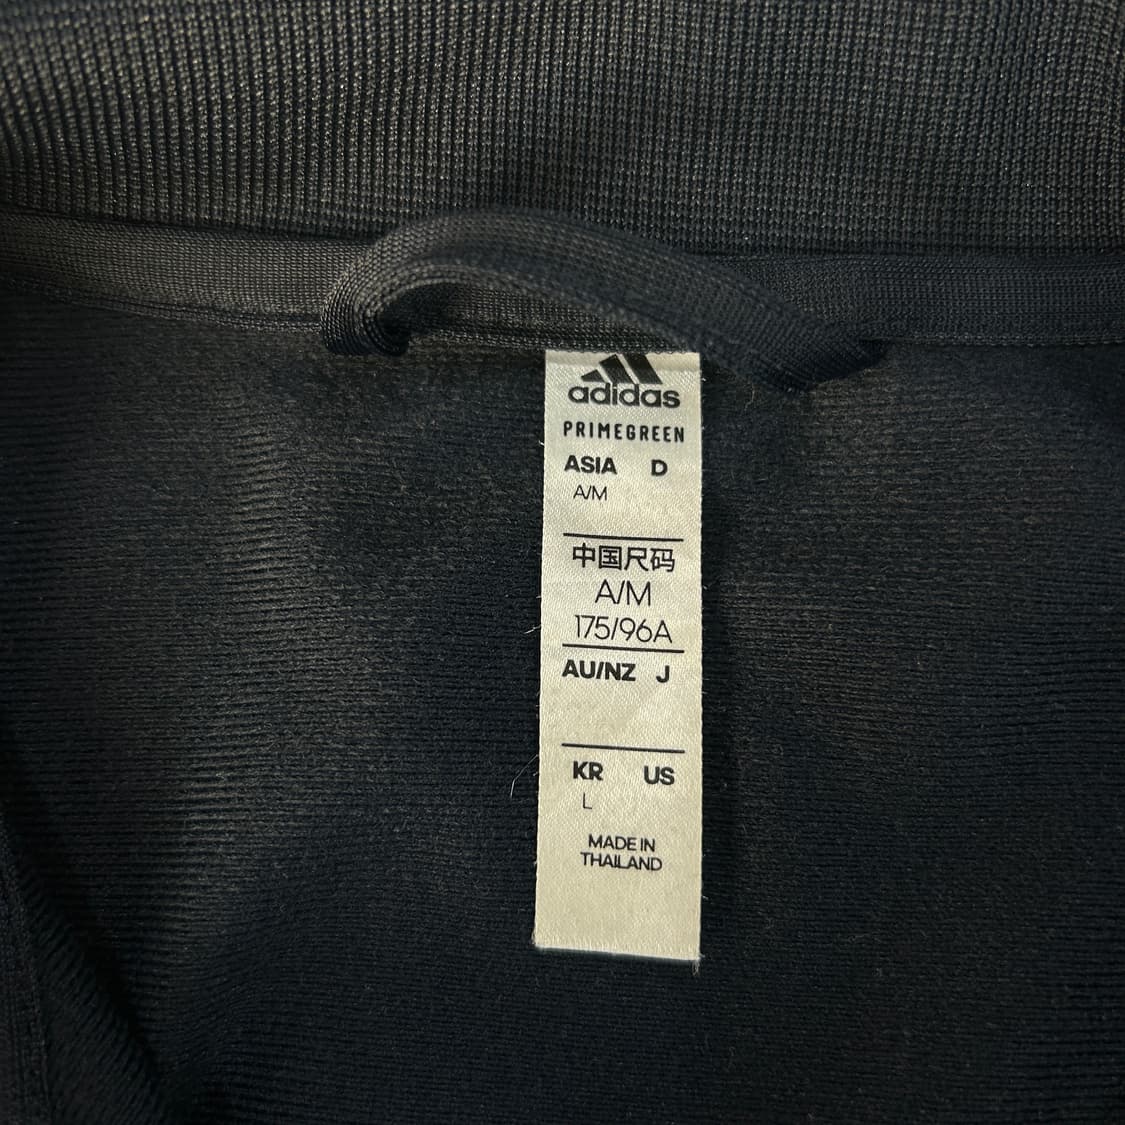 adidas
PRIMEGREEN
ASIA D
A/M
中国尺码
A/M
175/96A
AU/NZ J
KR US
L
MADE IN
THAILAND